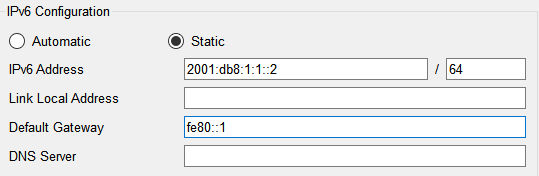 IPv6 Configuration
Automatic Static
IPv6 Address 2001:db8:1:1::2 / 64
Link Local Address
Default Gateway fe80::1
DNS Server